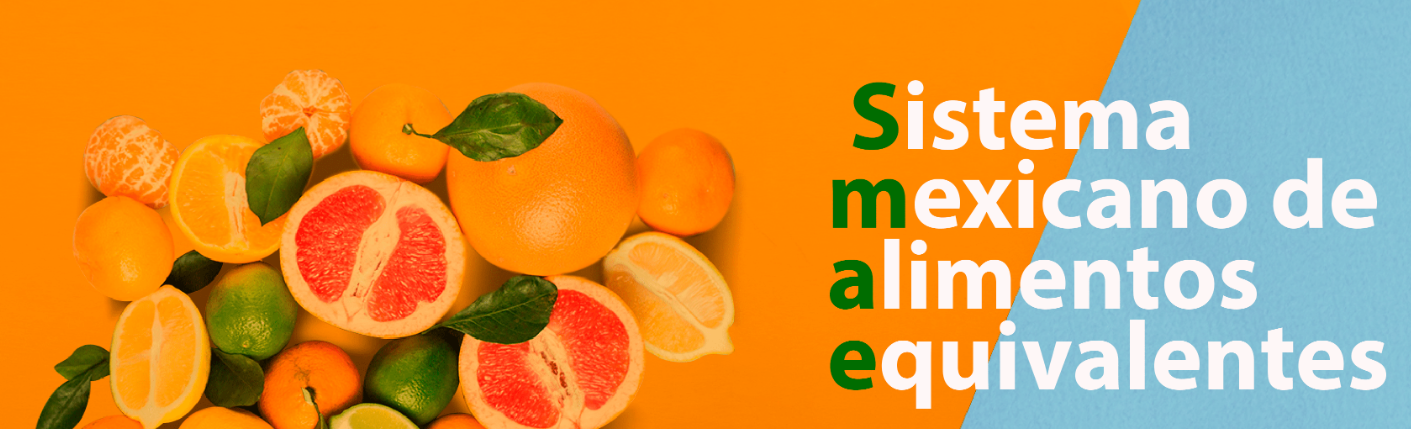 Sistema
mexicano de
alimentos
equivalentes